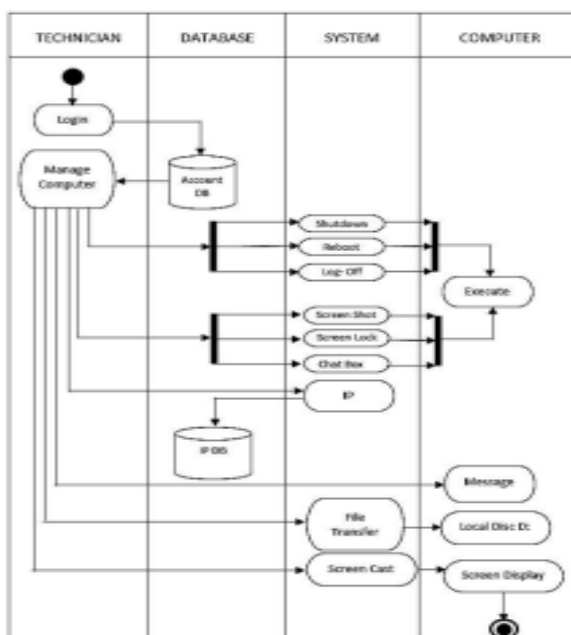 TECHNICIAN
DATABASE
SYSTEM
COMPUTER
Login
Manage
Computer
Account
DB
Shutdown
Reboot
Log- Off
Execute
Screen Shot
Screen Lock
Chat Box
IP
IP DB
Message
File
Transfer
Local Disc D:
Screen Cast
Screen Display